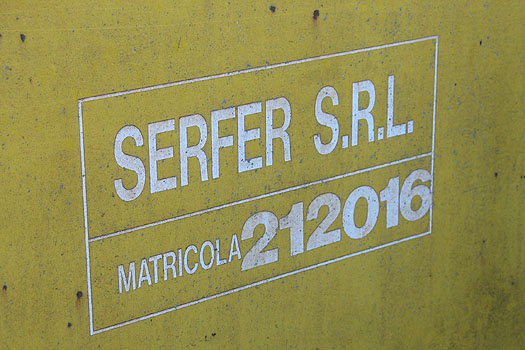 SERFER S.R.L.
MATRICOLA 212016